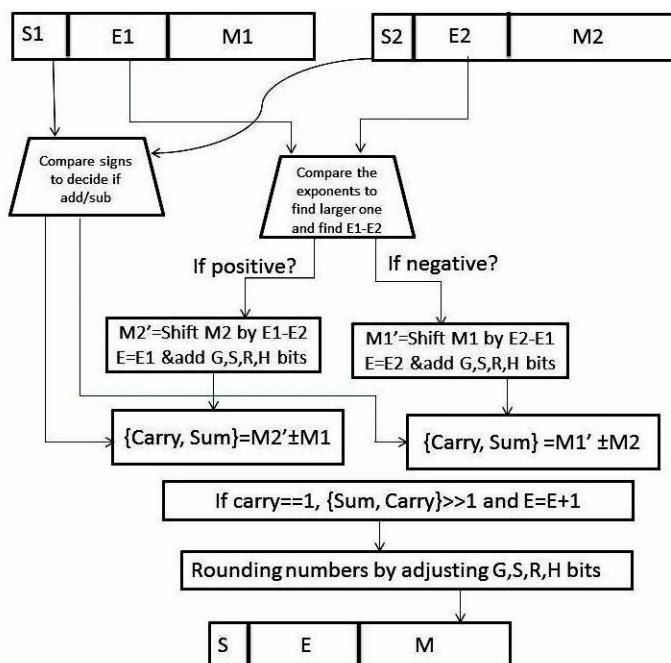 S1 E1 M1
S2 E2 M2
Compare signs
to decide if
add/sub
Compare the
exponents to
find larger one
and find E1-E2
If positive?
If negative?
M2’=Shift M2 by E1-E2
E=E1 &add G,S,R,H bits
M1’=Shift M1 by E2-E1
E=E2 &add G,S,R,H bits
{Carry, Sum}=M2’±M1
{Carry, Sum} =M1’ ±M2
If carry==1, {Sum, Carry}>>1 and E=E+1
Rounding numbers by adjusting G,S,R,H bits
S E M